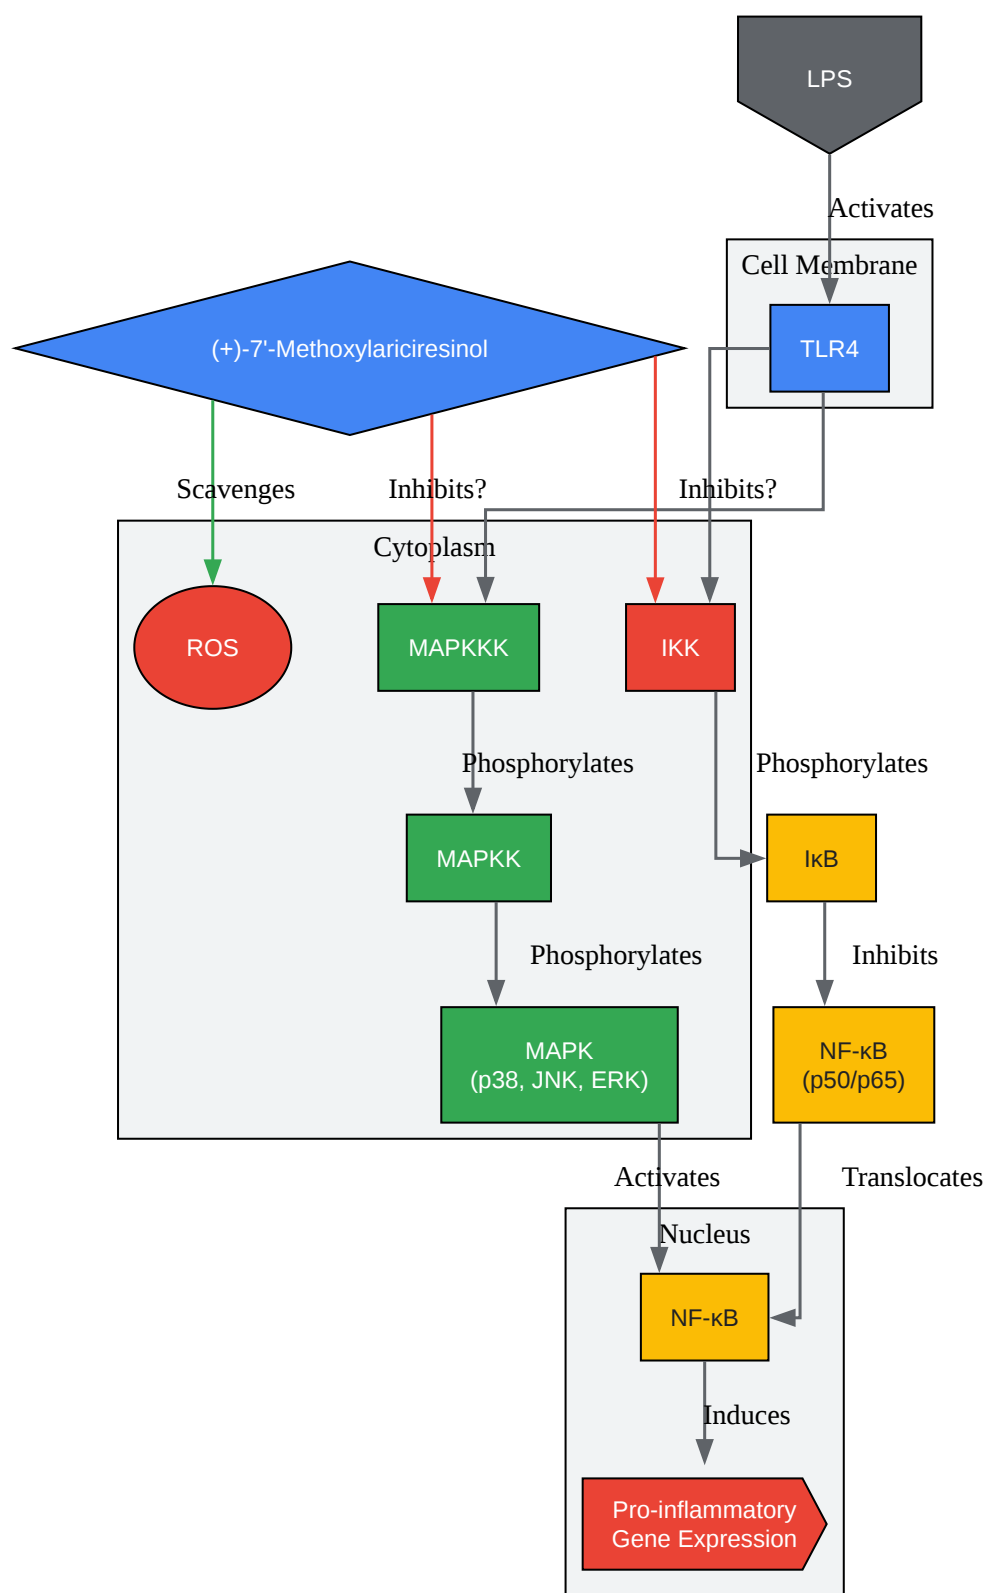 LPS
Activates
Cell Membrane
(+)-7'-Methoxylariciresinol
TLR4
Scavenges
Inhibits?
Inhibits?
Cytoplasm
ROS
MAPKKK
IKK
Phosphorylates
Phosphorylates
MAPKK
IκB
Phosphorylates
Inhibits
MAPK
(p38, JNK, ERK)
NF-κB
(p50/p65)
Activates
Translocates
Nucleus
NF-κB
Induces
Pro-inflammatory
Gene Expression